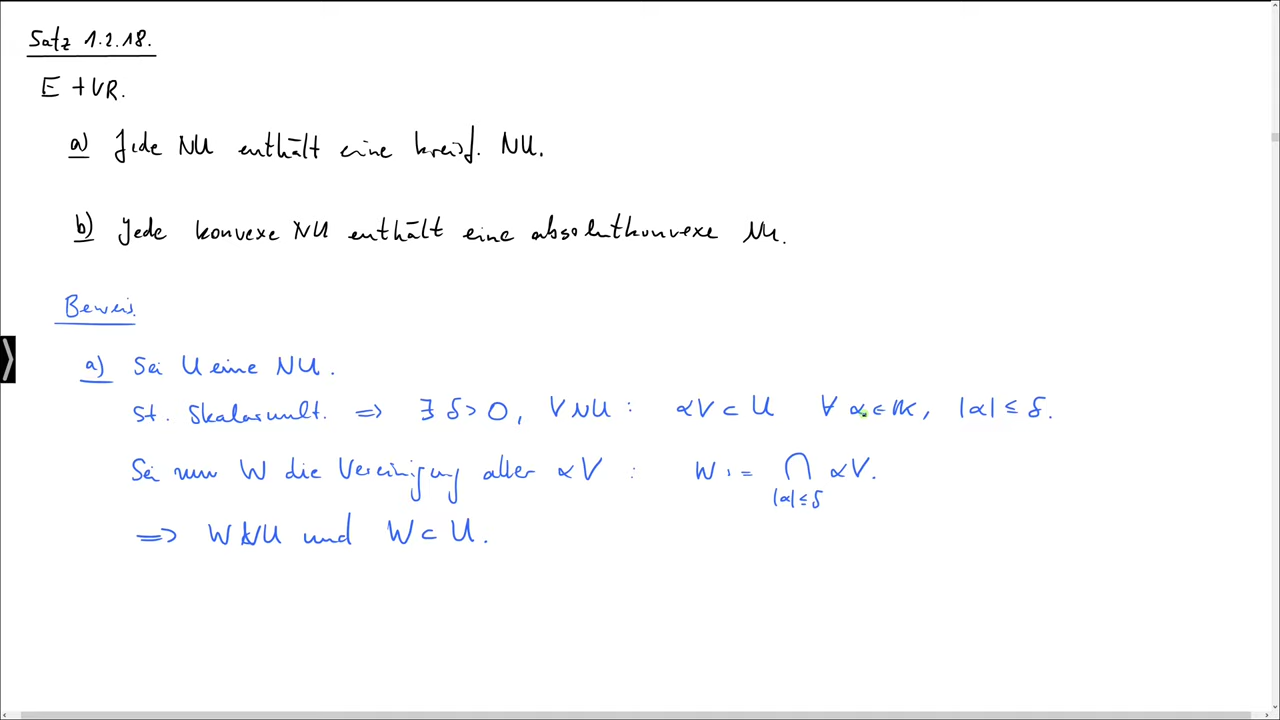 Satz 1.2.18.
E tVR.
a) Jede NU enthält eine kreisf. NU.
b) Jede konvexe NU enthält eine absolutkonvexe NU.
Beweis.
a) Sei U eine NU.
St. Skalarmult. ⇒ ∃ δ > 0, V NU : αV ⊂ U ∀ α ∈ K, |α| ≤ δ.
Sei nun W die Vereinigung aller αV : W := ⋂_{|α|≤δ} αV.
⇒ W NU und W ⊂ U.